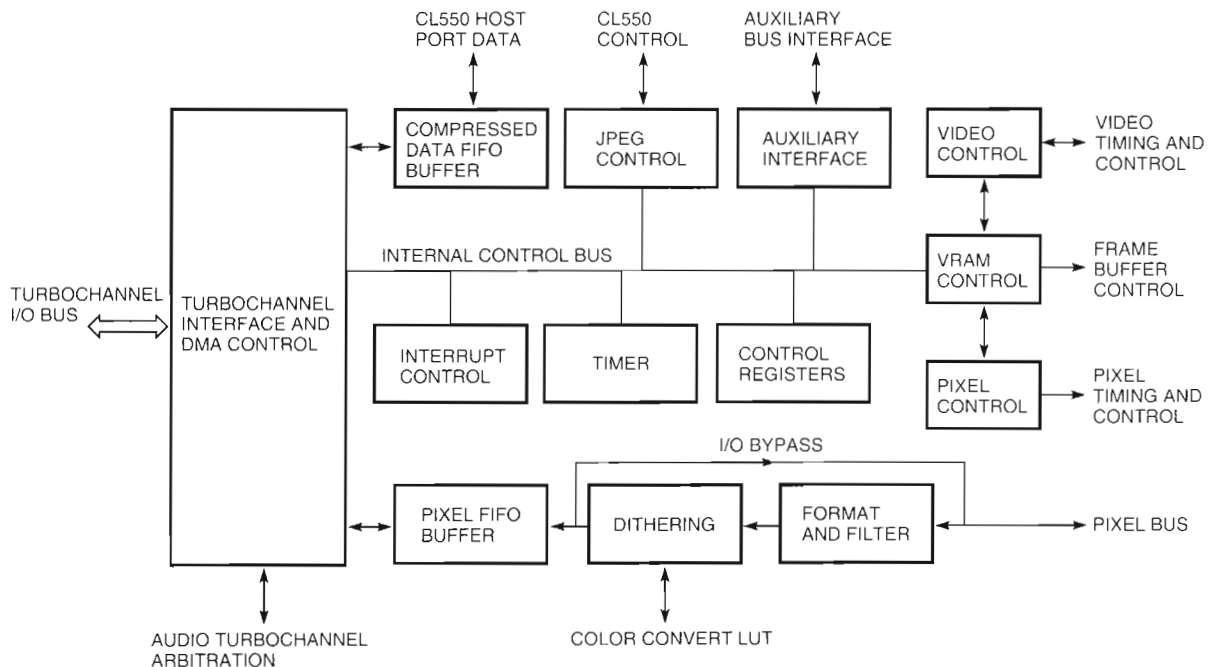 CL550 HOST
PORT DATA
CL550
CONTROL
AUXILIARY
BUS INTERFACE
COMPRESSED
DATA FIFO
BUFFER
JPEG
CONTROL
AUXILIARY
INTERFACE
VIDEO
CONTROL
VIDEO
TIMING AND
CONTROL
INTERNAL CONTROL BUS
VRAM
CONTROL
FRAME
BUFFER
CONTROL
TURBOCHANNEL
I/O BUS
TURBOCHANNEL
INTERFACE AND
DMA CONTROL
INTERRUPT
CONTROL
TIMER
CONTROL
REGISTERS
PIXEL
CONTROL
PIXEL
TIMING AND
CONTROL
I/O BYPASS
PIXEL FIFO
BUFFER
DITHERING
FORMAT
AND FILTER
PIXEL BUS
AUDIO TURBOCHANNEL
ARBITRATION
COLOR CONVERT LUT